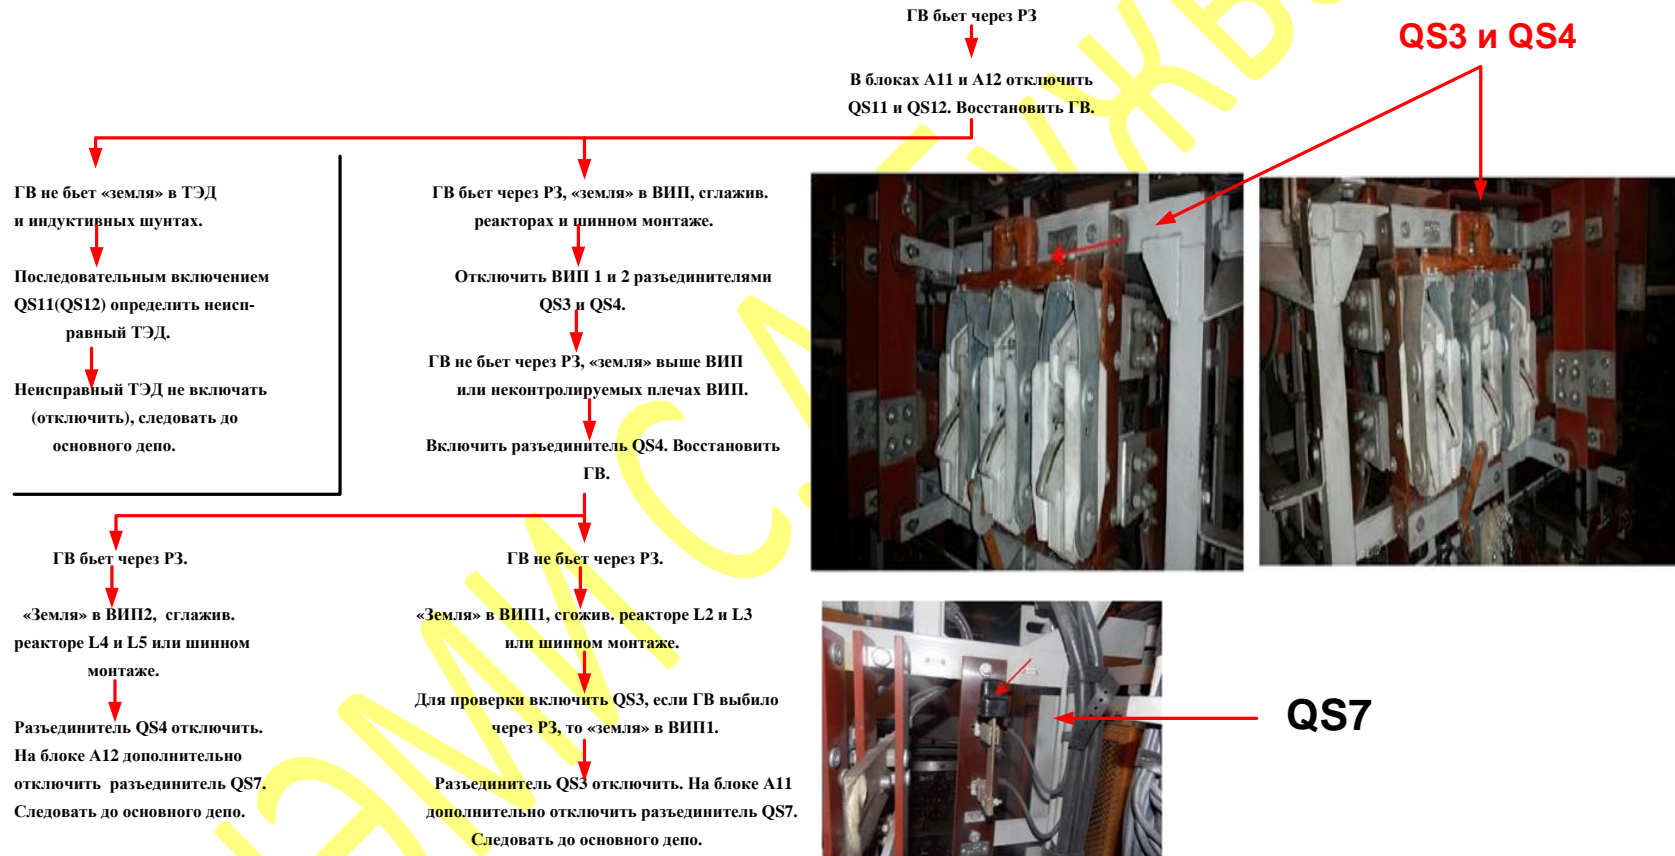 ГВ бьет через РЗ
QS3 и QS4
В блоках А11 и А12 отключить
QS11 и QS12. Восстановить ГВ.
ГВ не бьет «земля» в ТЭД
и индуктивных шунтах.
Последовательным включением
QS11(QS12) определить неисп-
равный ТЭД.
Неисправный ТЭД не включать
(отключить), следовать до
основного депо.
ГВ бьет через РЗ, «земля» в ВИП, сглажив.
реакторах и шинном монтаже.
Отключить ВИП 1 и 2 разъединителями
QS3 и QS4.
ГВ не бьет через РЗ, «земля» выше ВИП
или неконтролируемых плечах ВИП.
Включить разъединитель QS4. Восстановить
ГВ.
ГВ бьет через РЗ.
«Земля» в ВИП2, сглажив.
реакторе L4 и L5 или шинном
монтаже.
Разъединитель QS4 отключить.
На блоке А12 дополнительно
отключить разъединитель QS7.
Следовать до основного депо.
ГВ не бьет через РЗ.
«Земля» в ВИП1, сгожив. реакторе L2 и L3
или шинном монтаже.
Для проверки включить QS3, если ГВ выбило
через РЗ, то «земля» в ВИП1.
Разъединитель QS3 отключить. На блоке А11
дополнительно отключить разъединитель QS7.
Следовать до основного депо.
QS7